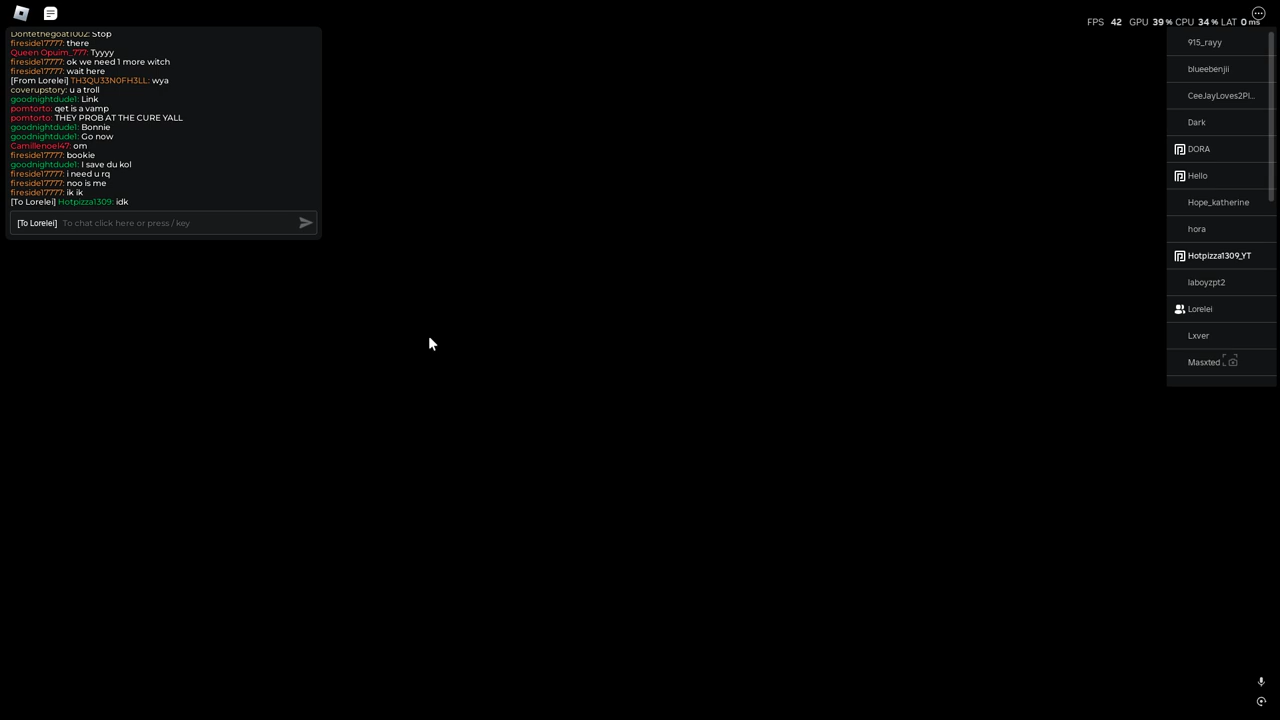 FPS 42 GPU 39 % CPU 34 % LAT 0 ms
Dontethegoat1002: Stop
fireside17777: there
Queen Opuim_777: Tyyyy
fireside17777: ok we need 1 more witch
fireside17777: wait here
[From Lorelei] TH3QU33N0FH3LL: wya
coverupstory: u a troll
goodnightdude1: Link
pomtorto: qet is a vamp
pomtorto: THEY PROB AT THE CURE YALL
goodnightdude1: Bonnie
goodnightdude1: Go now
Camillenoel47: om
fireside17777: bookie
goodnightdude1: I save du kol
fireside17777: i need u rq
fireside17777: noo is me
fireside17777: ik ik
[To Lorelei] Hotpizza1309: idk
[To Lorelei] To chat click here or press / key
915_rayy
blueebenjii
CeeJayLoves2Pl...
Dark
DORA
Hello
Hope_katherine
hora
Hotpizza1309_YT
laboyzpt2
Lorelei
Lxver
Masxted